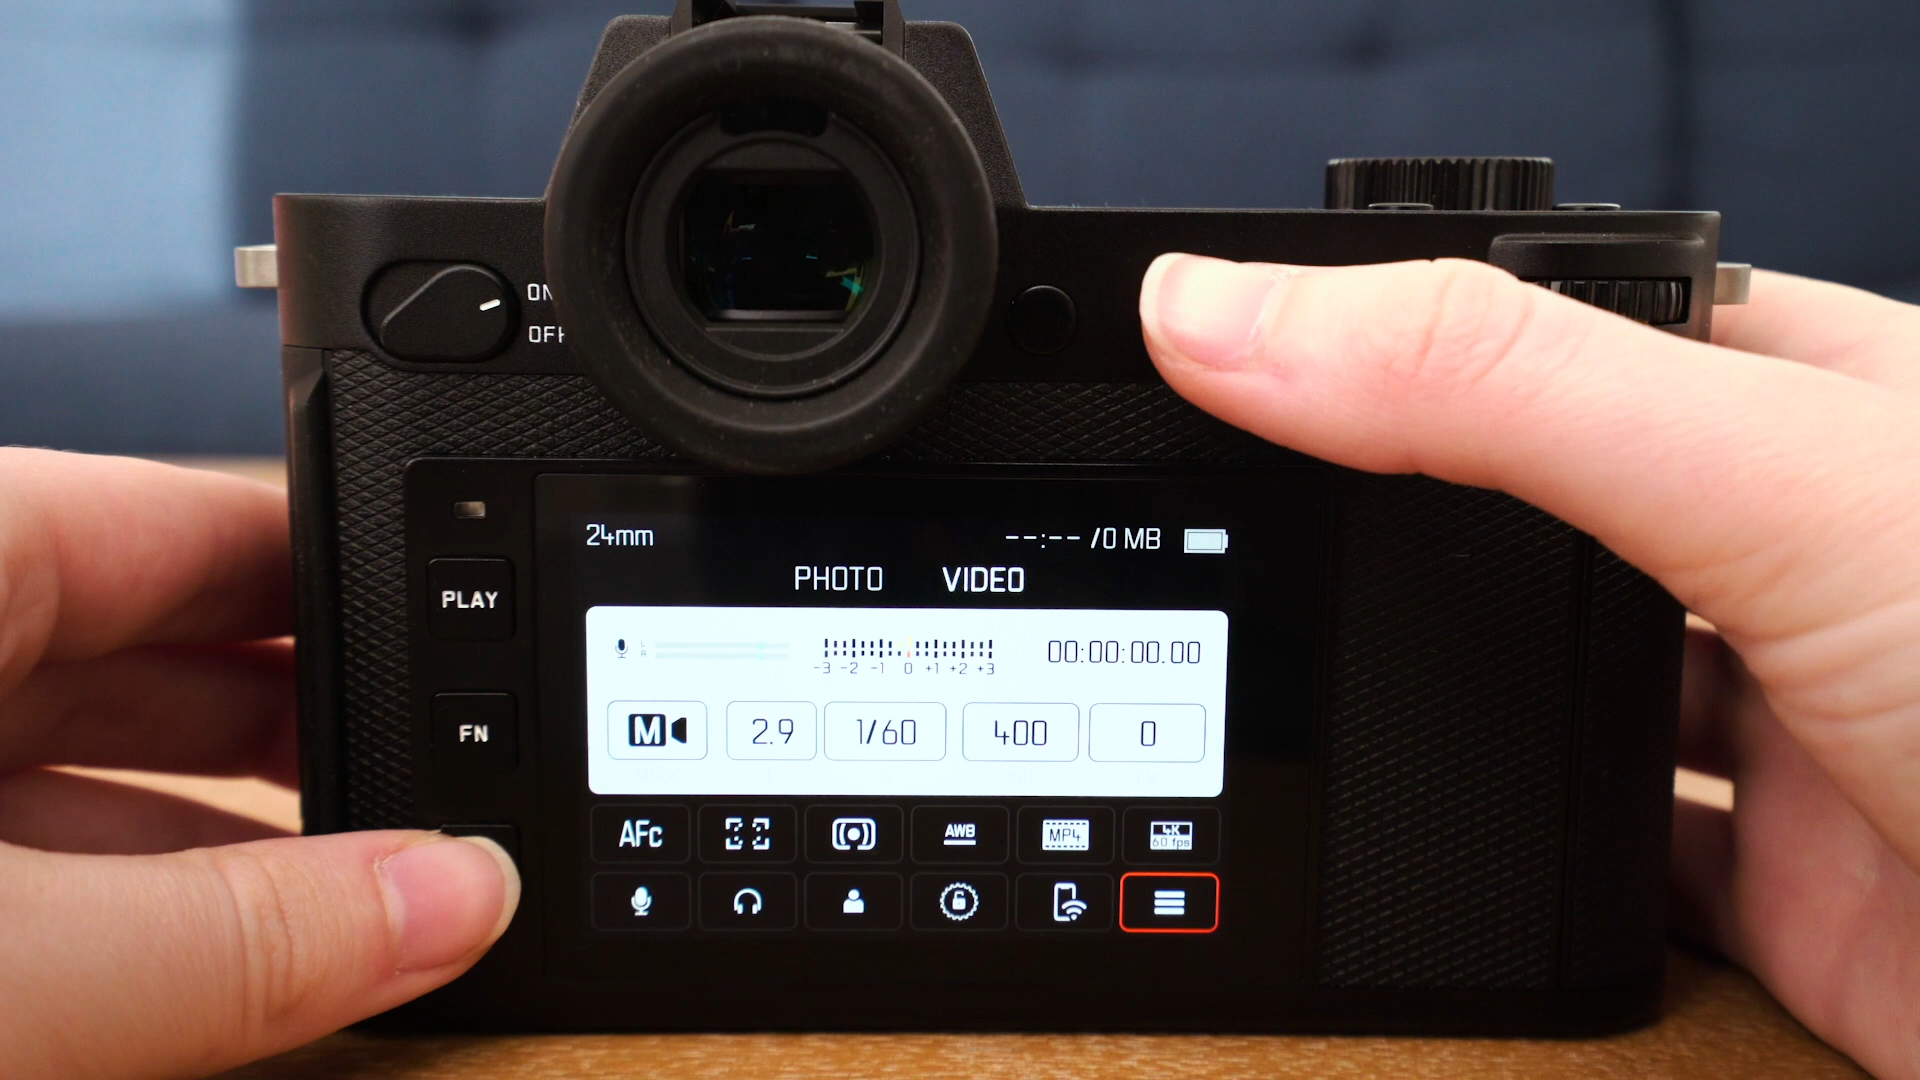 ON
OFF
24mm
--:-- /0 MB
PHOTO VIDEO
L
R
-3 -2 -1 0 +1 +2 +3
00:00:00.00
M 2.9 1/60 400 0
PLAY
FN
AFc AWB MP4 4K
60 fps